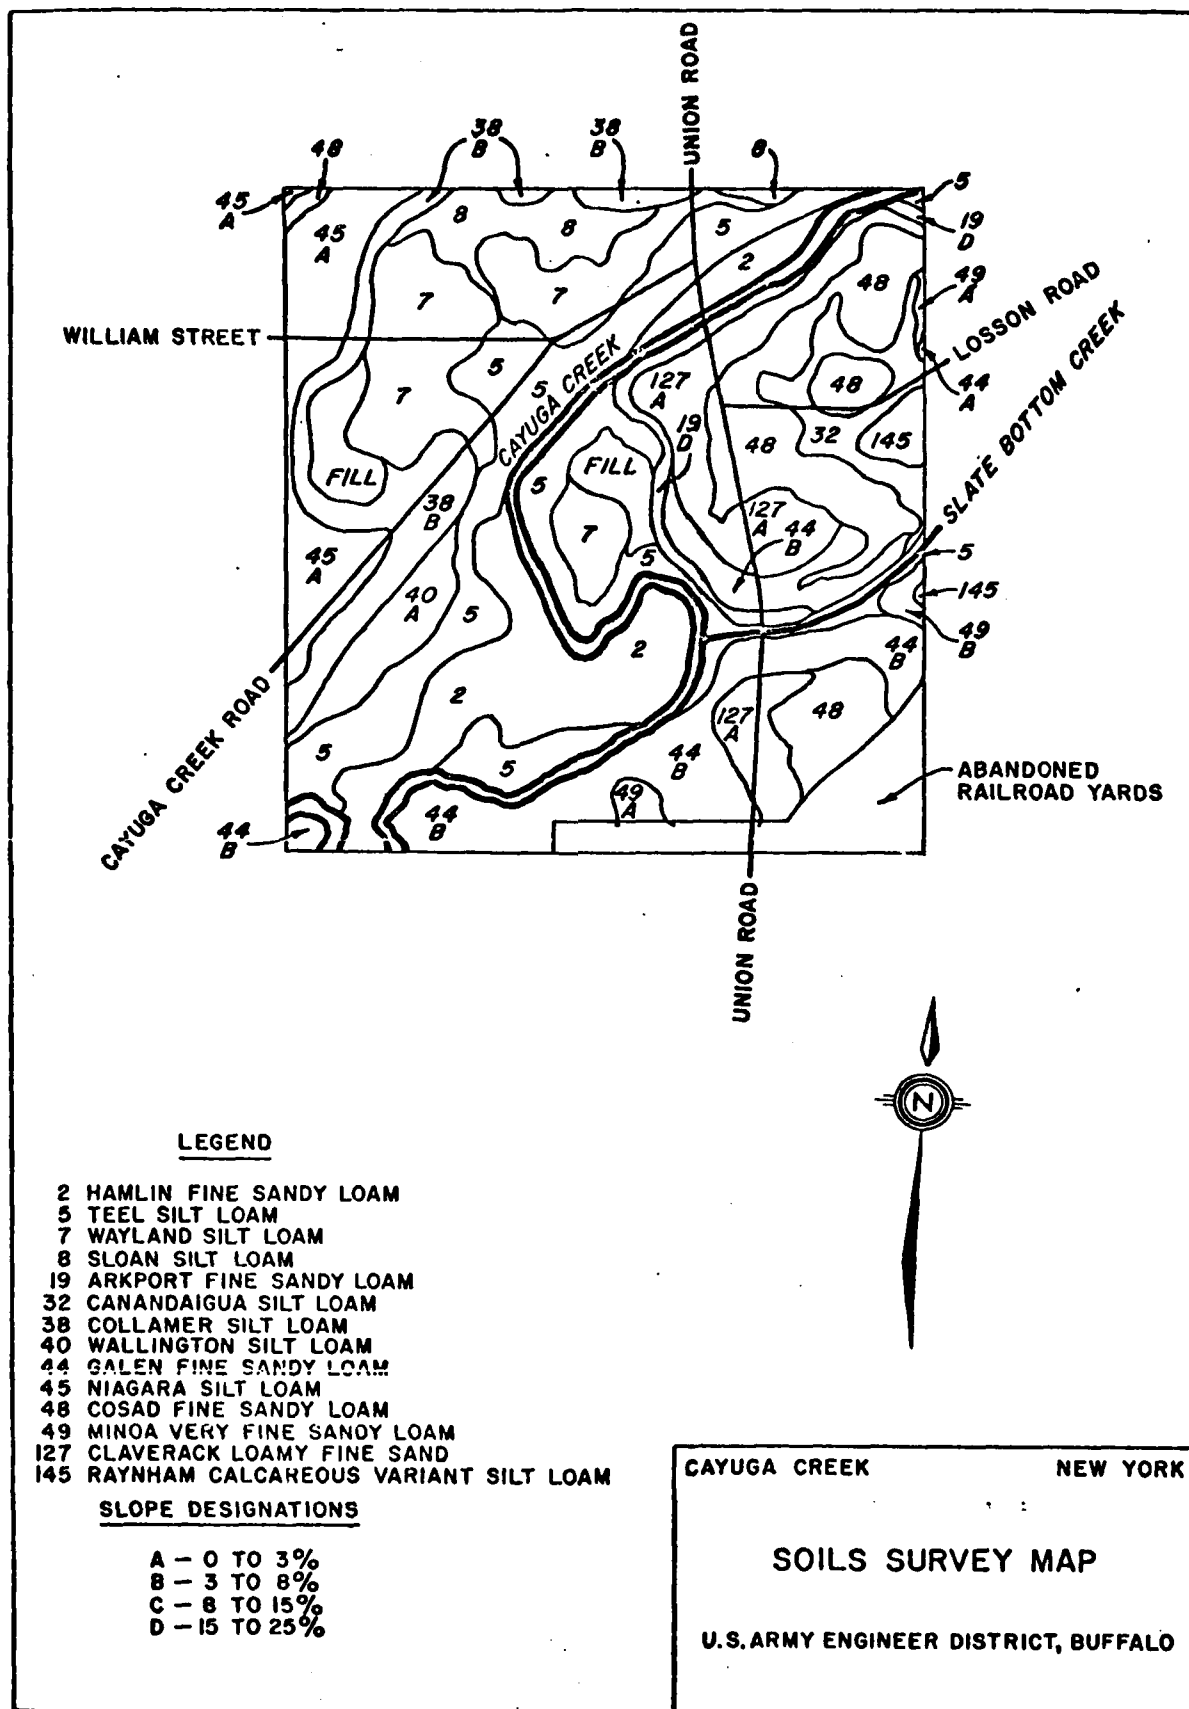 UNION ROAD
48
38
B
38
B
8
5
45
A
45
A
8
8
5
19
D
2
7
7
48
49
A
LOSSON ROAD
WILLIAM STREET
5
5
CAYUGA CREEK
127
A
48
44
A
SLATE BOTTOM CREEK
7
19
D
48
32
145
FILL
5
FILL
38
B
7
127
A
44
B
45
A
5
5
40
A
5
145
2
49
B
44
B
2
CAYUGA CREEK ROAD
127
A
48
5
5
44
B
ABANDONED
RAILROAD YARDS
49
A
44
B
44
B
UNION ROAD
N
LEGEND
2 HAMLIN FINE SANDY LOAM
5 TEEL SILT LOAM
7 WAYLAND SILT LOAM
8 SLOAN SILT LOAM
19 ARKPORT FINE SANDY LOAM
32 CANANDAIGUA SILT LOAM
38 COLLAMER SILT LOAM
40 WALLINGTON SILT LOAM
44 GALEN FINE SANDY LOAM
45 NIAGARA SILT LOAM
48 COSAD FINE SANDY LOAM
49 MINOA VERY FINE SANDY LOAM
127 CLAVERACK LOAMY FINE SAND
145 RAYNHAM CALCAREOUS VARIANT SILT LOAM
SLOPE DESIGNATIONS
A – 0 TO 3%
B – 3 TO 8%
C – 8 TO 15%
D – 15 TO 25%
CAYUGA CREEK NEW YORK
SOILS SURVEY MAP
U.S. ARMY ENGINEER DISTRICT, BUFFALO